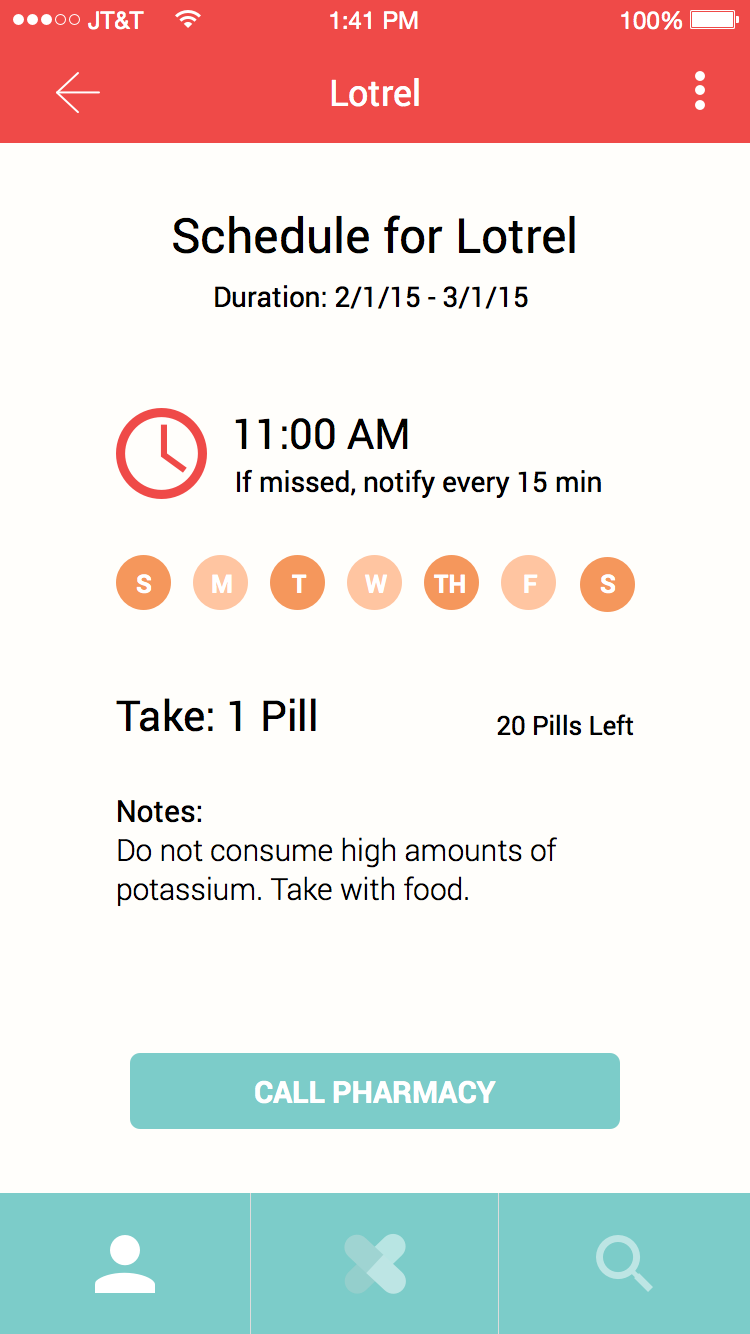 JT&T 1:41 PM 100%
Lotrel
Schedule for Lotrel
Duration: 2/1/15 - 3/1/15
11:00 AM
If missed, notify every 15 min
S M T W TH F S
Take: 1 Pill 20 Pills Left
Notes:
Do not consume high amounts of
potassium. Take with food.
CALL PHARMACY